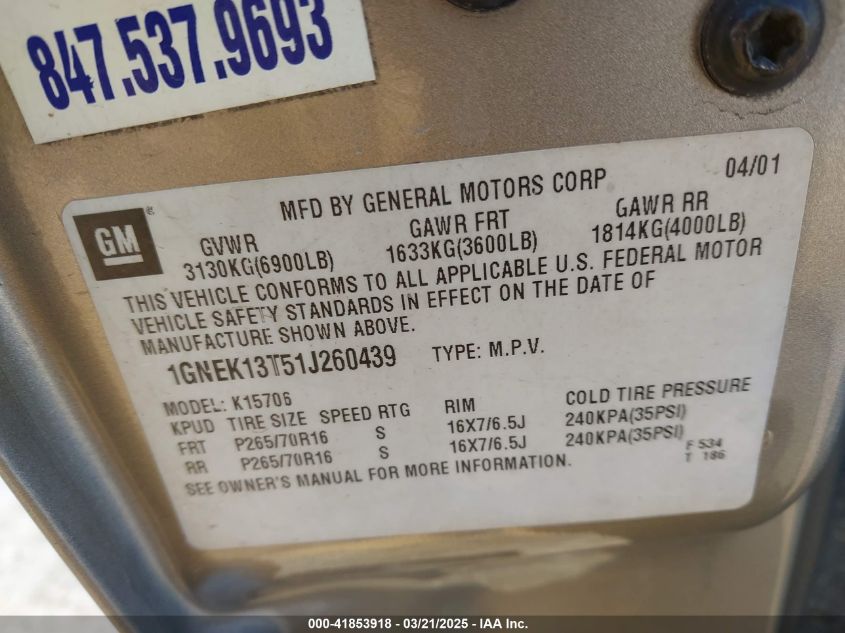 847.537.9693
MFD BY GENERAL MOTORS CORP 04/01
GM
®
GVWR GAWR FRT GAWR RR
3130KG(6900LB) 1633KG(3600LB) 1814KG(4000LB)
THIS VEHICLE CONFORMS TO ALL APPLICABLE U.S. FEDERAL MOTOR
VEHICLE SAFETY STANDARDS IN EFFECT ON THE DATE OF
MANUFACTURE SHOWN ABOVE.
1GNEK13T51J260439 TYPE: M.P.V.
MODEL: K15706
KPUD TIRE SIZE SPEED RTG RIM COLD TIRE PRESSURE
FRT P265/70R16 S 16X7/6.5J 240KPA(35PSI)
RR P265/70R16 S 16X7/6.5J 240KPA(35PSI)
SEE OWNER'S MANUAL FOR MORE INFORMATION. F 534
T 186
000-41853918 / 03/21/2025 - IAA Inc.